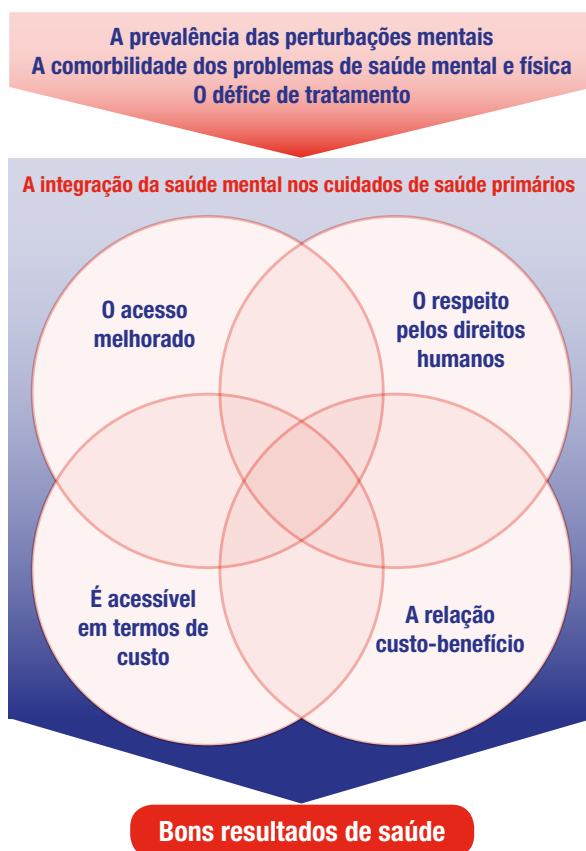 A prevalência das perturbações mentais
A comorbilidade dos problemas de saúde mental e física
O défice de tratamento
A integração da saúde mental nos cuidados de saúde primários
O acesso
melhorado
O respeito
pelos direitos
humanos
É acessível
em termos de
custo
A relação
custo-benefício
Bons resultados de saúde